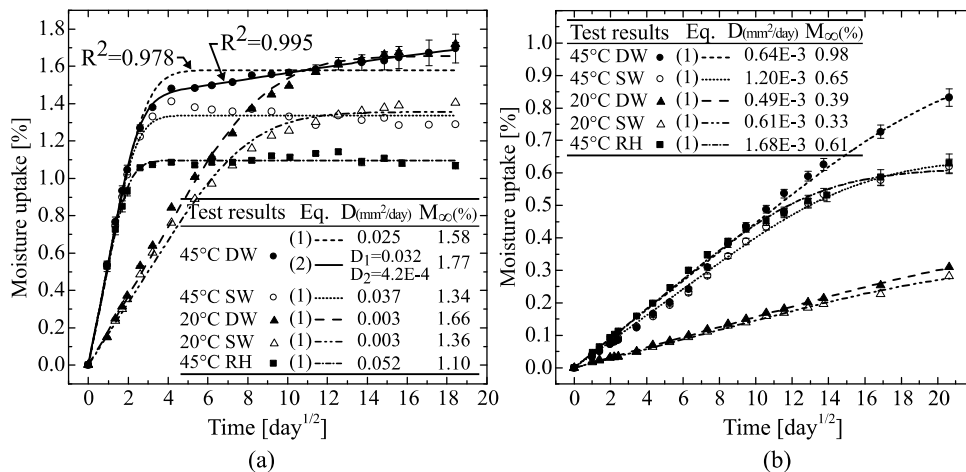 R²=0.978
R²=0.995
Moisture uptake [%]
2.0
1.8
1.6
1.4
1.2
1.0
0.8
0.6
0.4
0.2
0.0
Test results Eq. D(mm²/day) M∞(%)
45°C DW (1) 0.025 1.58
(2) D₁=0.032 D₂=4.2E-4 1.77
45°C SW (1) 0.037 1.34
20°C DW (1) 0.003 1.66
20°C SW (1) 0.003 1.36
45°C RH (1) 0.052 1.10
0 2 4 6 8 10 12 14 16 18 20
Time [day1/2]
(a)
Moisture uptake [%]
1.0
0.9
0.8
0.7
0.6
0.5
0.4
0.3
0.2
0.1
0.0
Test results Eq. D(mm²/day) M∞(%)
45°C DW (1) 0.64E-3 0.98
45°C SW (1) 1.20E-3 0.65
20°C DW (1) 0.49E-3 0.39
20°C SW (1) 0.61E-3 0.33
45°C RH (1) 1.68E-3 0.61
0 2 4 6 8 10 12 14 16 18 20
Time [day1/2]
(b)